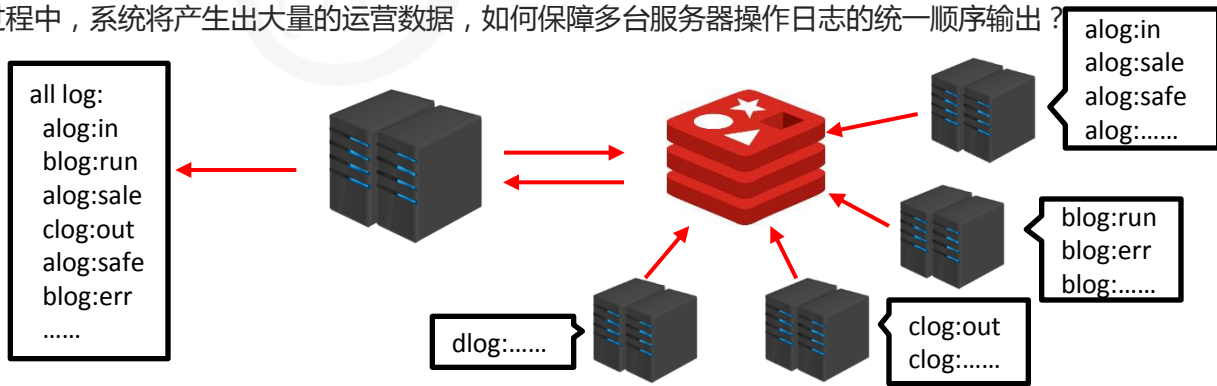 过程中，系统将产生出大量的运营数据，如何保障多台服务器操作日志的统一顺序输出？
all log:
alog:in
blog:run
alog:sale
clog:out
alog:safe
blog:err
……
alog:in
alog:sale
alog:safe
alog:……
blog:run
blog:err
blog:……
dlog:……
clog:out
clog:……